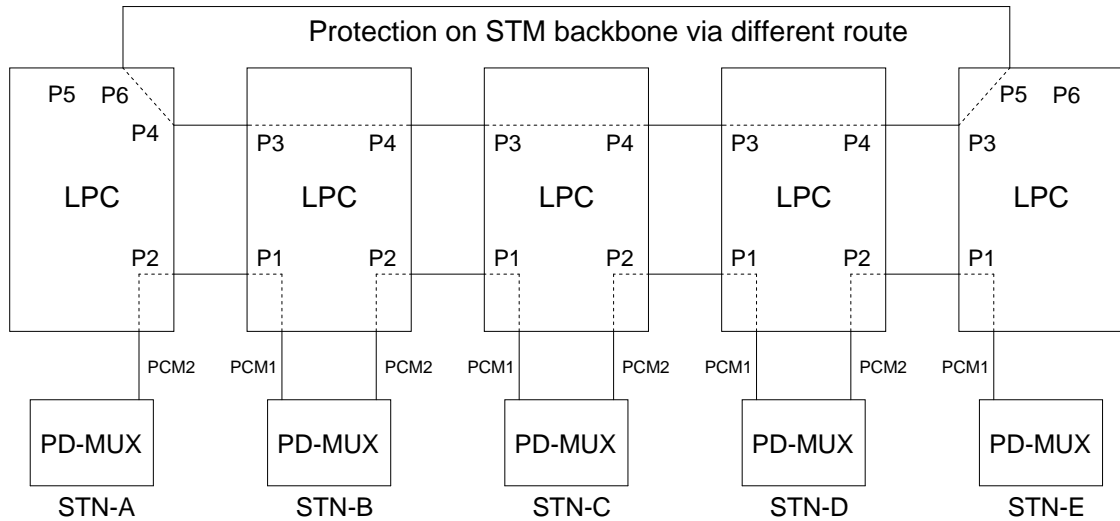 Protection on STM backbone via different route
P5 P6 P5 P6
P4 P3 P4 P3 P4 P3 P4 P3
LPC LPC LPC LPC LPC
P2 P1 P2 P1 P2 P1 P2 P1
PCM2 PCM1 PCM2 PCM1 PCM2 PCM1 PCM2 PCM1
PD-MUX PD-MUX PD-MUX PD-MUX PD-MUX
STN-A STN-B STN-C STN-D STN-E